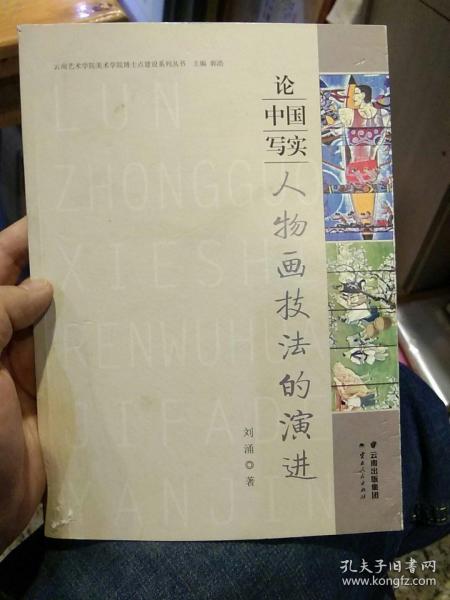 云南艺术学院美术学院博士点建设系列丛书 主编 郭浩
论
中国
写实
人物画技法的演进
LUN
ZHONGGUO
XIESHI
RENWUHUA
JIFADE
YANJIN
刘涌◎著
云南出版集团
云南人民出版社
孔夫子旧书网
www.kongfz.com